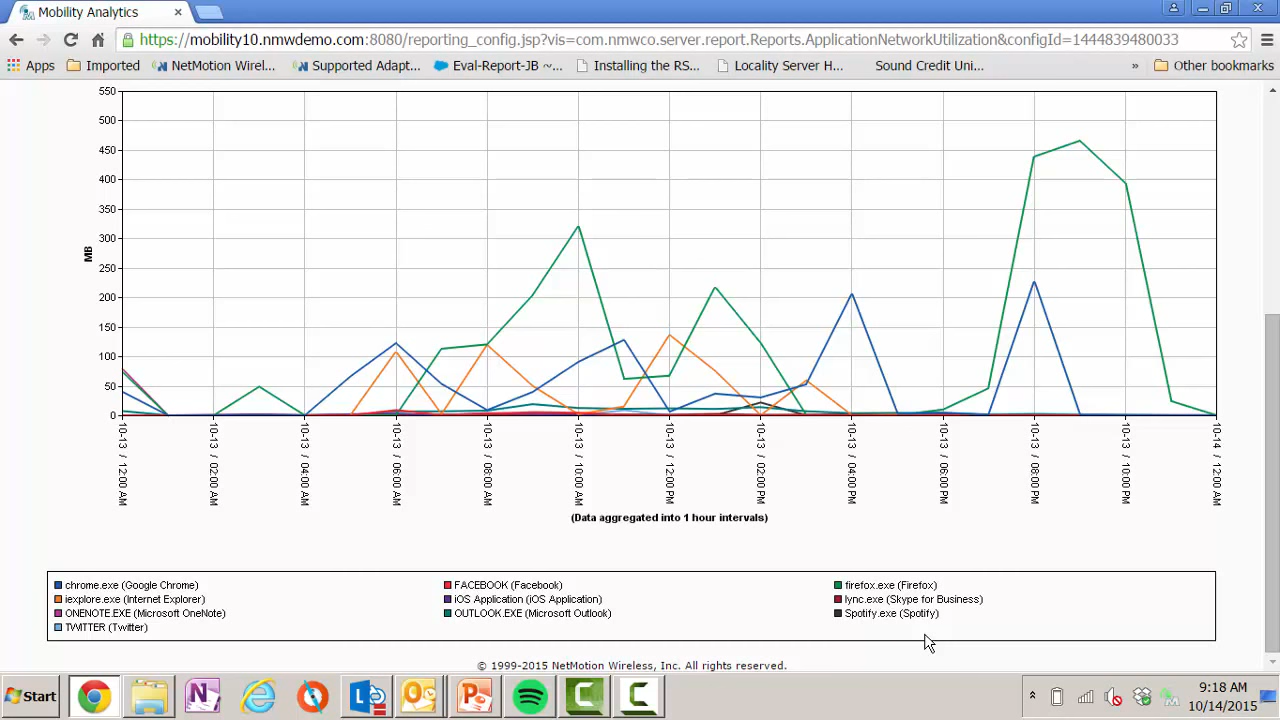 Mobility Analytics
https://mobility10.nmwdemo.com:8080/reporting_config.jsp?vis=com.nmwco.server.report.Reports.ApplicationNetworkUtilization&configId=1444839480033
Apps Imported NetMotion Wirel... Supported Adapt... Eval-Report-JB ~... Installing the RS... Locality Server H... Sound Credit Uni... » Other bookmarks
550
500
450
400
350
300
250
200
150
100
50
0
MB
10-13 / 12:00 AM
10-13 / 02:00 AM
10-13 / 04:00 AM
10-13 / 06:00 AM
10-13 / 08:00 AM
10-13 / 10:00 AM
10-13 / 12:00 PM
10-13 / 02:00 PM
10-13 / 04:00 PM
10-13 / 06:00 PM
10-13 / 08:00 PM
10-13 / 10:00 PM
10-14 / 12:00 AM
(Data aggregated into 1 hour intervals)
chrome.exe (Google Chrome) FACEBOOK (Facebook) firefox.exe (Firefox)
iexplore.exe (Internet Explorer) iOS Application (iOS Application) lync.exe (Skype for Business)
ONENOTE.EXE (Microsoft OneNote) OUTLOOK.EXE (Microsoft Outlook) Spotify.exe (Spotify)
TWITTER (Twitter)
© 1999-2015 NetMotion Wireless, Inc. All rights reserved.
Start
9:18 AM
10/14/2015